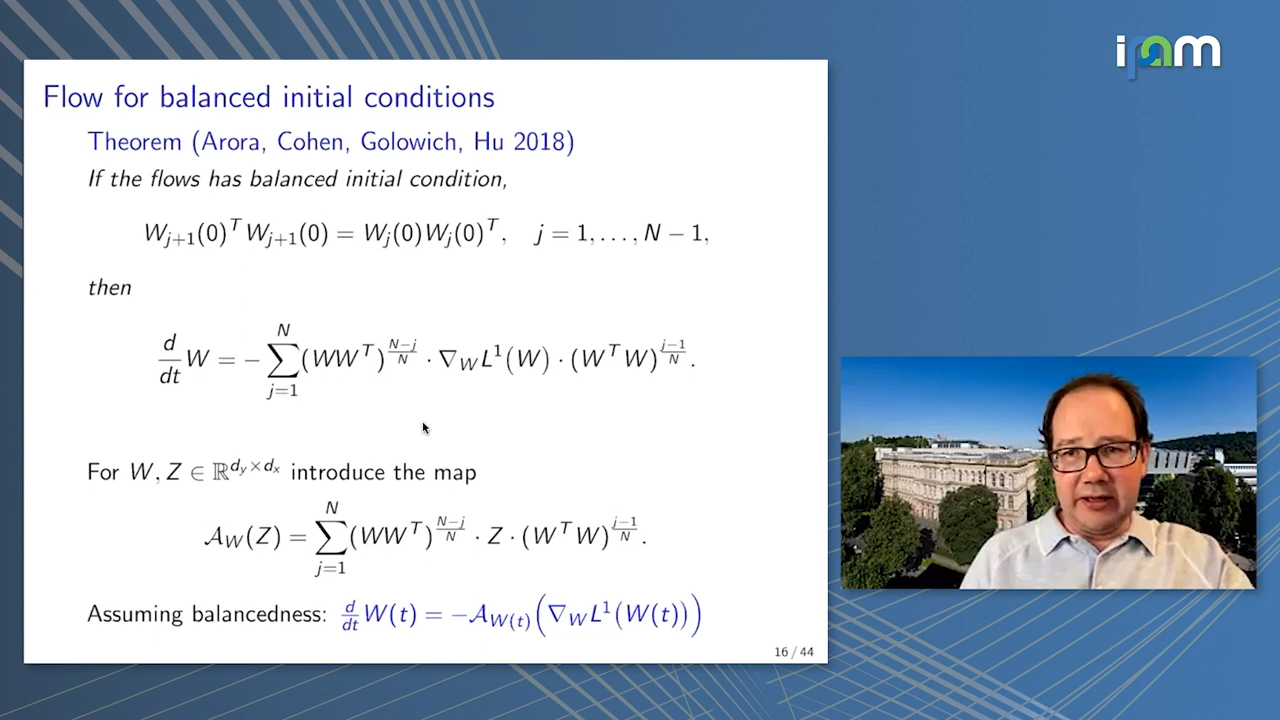 ipam
Flow for balanced initial conditions
Theorem (Arora, Cohen, Golowich, Hu 2018)
If the flows has balanced initial condition,
W_{j+1}(0)^T W_{j+1}(0) = W_j(0)W_j(0)^T, j = 1, . . . , N − 1,
then
d/dt W = − ∑_{j=1}^{N} (WW^T)^{(N−j)/N} · ∇_W L^1(W) · (W^T W)^{(j−1)/N}.
For W, Z ∈ ℝ^{d_y×d_x} introduce the map
𝒜_W(Z) = ∑_{j=1}^{N} (WW^T)^{(N−j)/N} · Z · (W^T W)^{(j−1)/N}.
Assuming balancedness: d/dt W(t) = −𝒜_{W(t)}(∇_W L^1(W(t)))
16 / 44